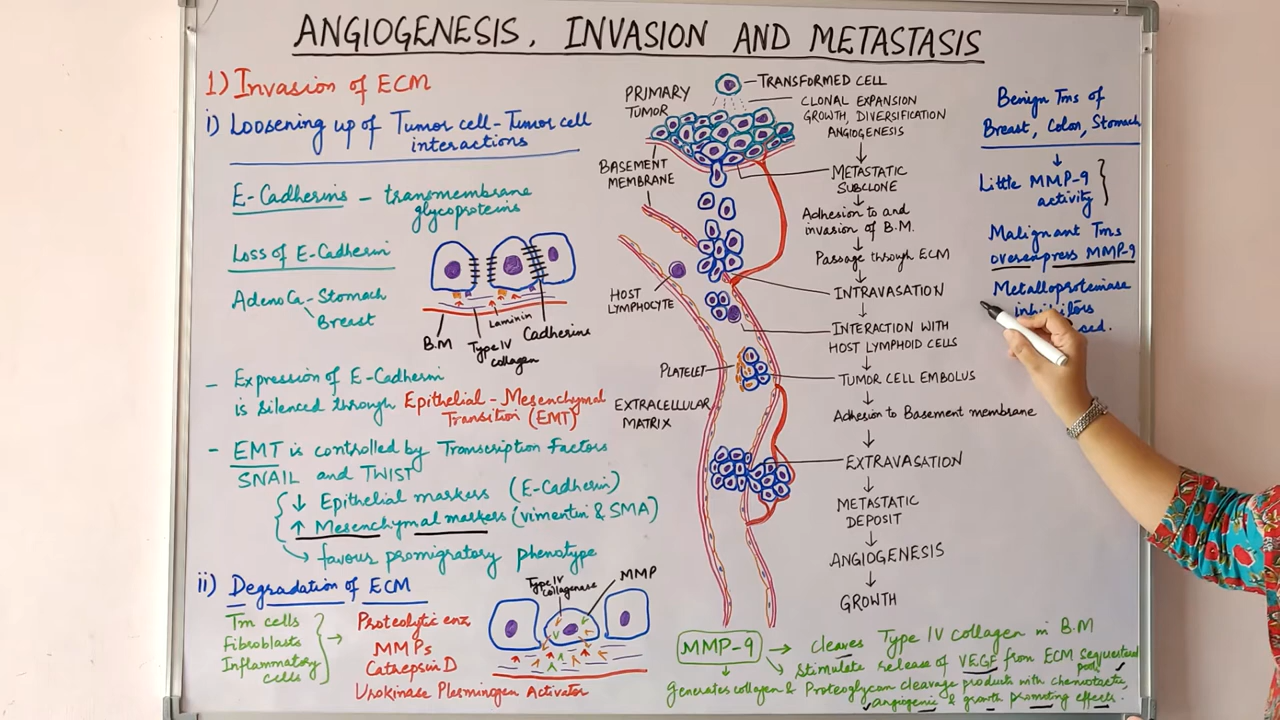 ANGIOGENESIS, INVASION AND METASTASIS
1) Invasion of ECM
i) Loosening up of Tumor cell-Tumor cell
interactions
E-Cadherins - transmembrane
glycoproteins
Loss of E-Cadherin
AdenoCa - Stomach
Breast
B.M
Type IV
collagen
Laminin
Cadherins
- Expression of E-Cadherin
is silenced through Epithelial-Mesenchymal
Transition (EMT)
- EMT is controlled by Transcription Factors
SNAIL and TWIST
↓ Epithelial markers (E-Cadherin)
↑ Mesenchymal markers (vimentin & SMA)
→ favour promigratory phenotype
ii) Degradation of ECM
Tm cells
Fibroblasts
Inflammatory
cells
→
Proteolytic enz
MMPs
Catrepsin D
Urokinase Plasminogen Activator
Type IV
collagenase
MMP
PRIMARY
TUMOR
BASEMENT
MEMBRANE
HOST
LYMPHOCYTE
PLATELET
EXTRACELLULAR
MATRIX
TRANSFORMED CELL
CLONAL EXPANSION
GROWTH, DIVERSIFICATION
ANGIOGENESIS
↓
METASTATIC
SUBCLONE
↓
Adhesion to and
invasion of B.M.
↓
Passage through ECM
↓
INTRAVASATION
↓
INTERACTION WITH
HOST LYMPHOID CELLS
↓
TUMOR CELL EMBOLUS
↓
Adhesion to Basement membrane
↓
EXTRAVASATION
↓
METASTATIC
DEPOSIT
↓
ANGIOGENESIS
↓
GROWTH
Benign Tms of
Breast, Colon, Stomach
↓
Little MMP-9
activity
Malignant Tms
overexpress MMP-9
Metalloproteinase
inhibitors
MMP-9 → cleaves Type IV collagen in B.M
→ Stimulate release of VEGF from ECM Sequestered
pool
↓
Generates collagen & Proteoglycan cleavage products with chemotactic,
angiogenic & growth promoting effects.